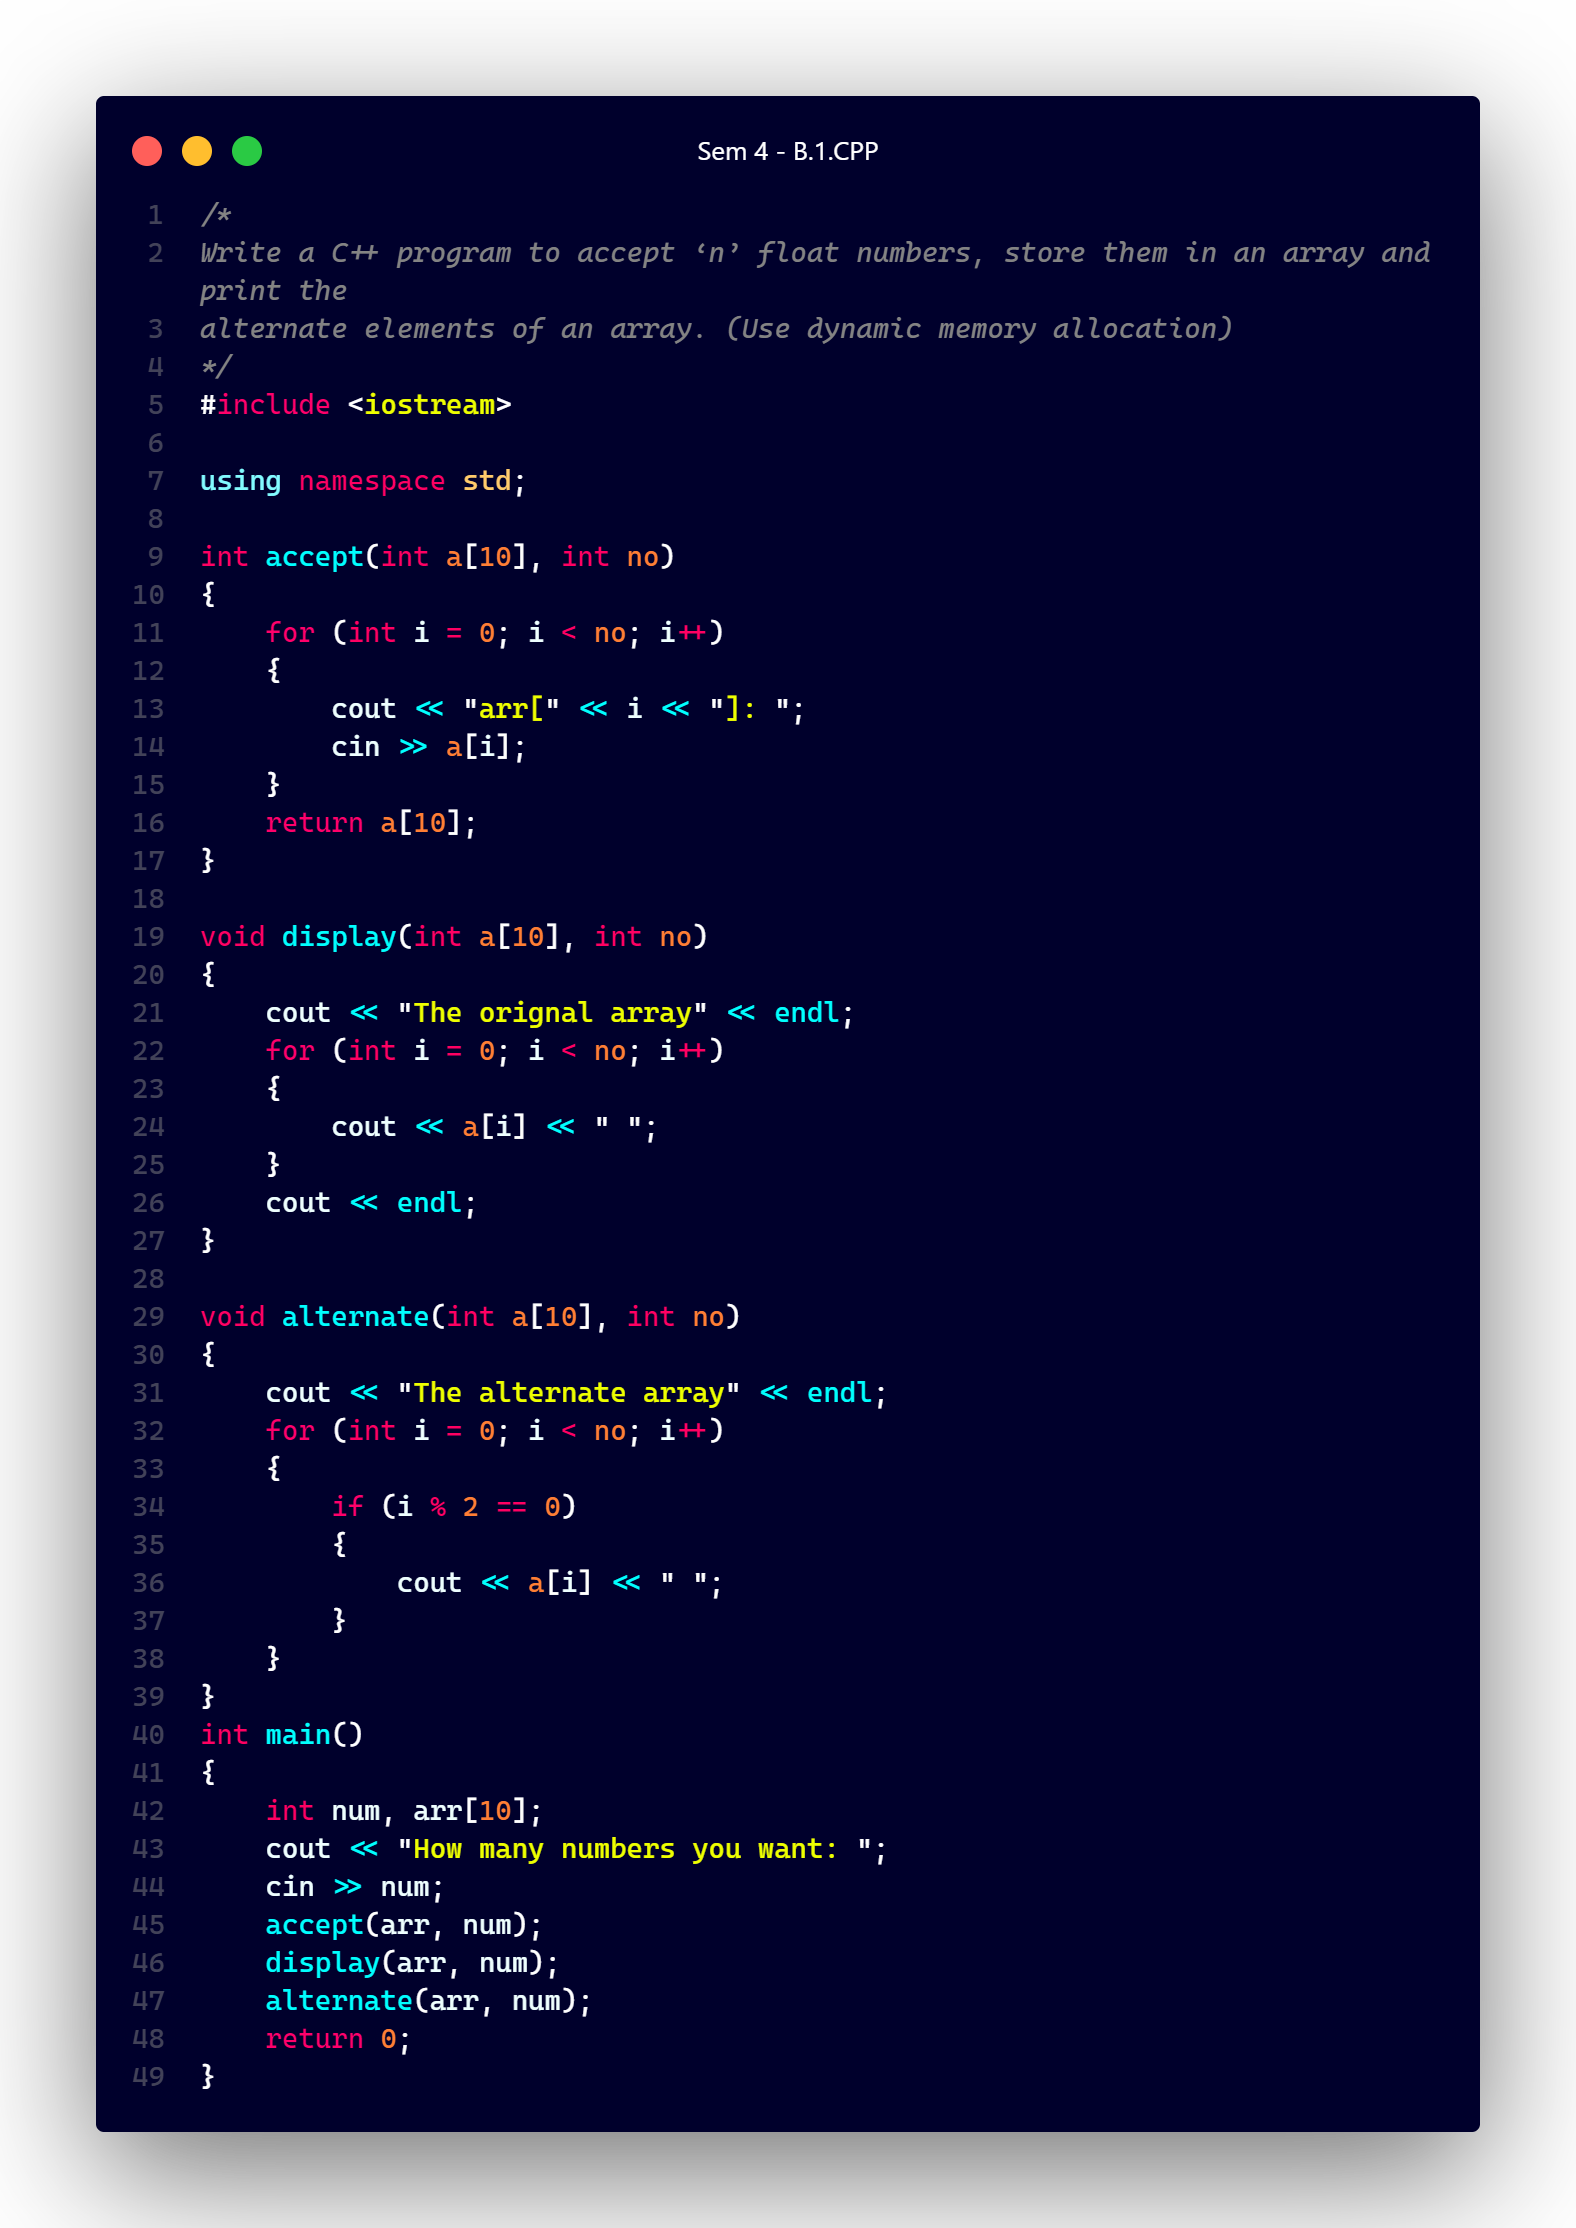 Sem 4 - B.1.CPP
1 /*
2 Write a C++ program to accept ‘n’ float numbers, store them in an array and
print the
3 alternate elements of an array. (Use dynamic memory allocation)
4 */
5 #include <iostream>
6
7 using namespace std;
8
9 int accept(int a[10], int no)
10 {
11     for (int i = 0; i < no; i++)
12     {
13         cout << "arr[" << i << "]: ";
14         cin >> a[i];
15     }
16     return a[10];
17 }
18
19 void display(int a[10], int no)
20 {
21     cout << "The orignal array" << endl;
22     for (int i = 0; i < no; i++)
23     {
24         cout << a[i] << " ";
25     }
26     cout << endl;
27 }
28
29 void alternate(int a[10], int no)
30 {
31     cout << "The alternate array" << endl;
32     for (int i = 0; i < no; i++)
33     {
34         if (i % 2 == 0)
35         {
36             cout << a[i] << " ";
37         }
38     }
39 }
40 int main()
41 {
42     int num, arr[10];
43     cout << "How many numbers you want: ";
44     cin >> num;
45     accept(arr, num);
46     display(arr, num);
47     alternate(arr, num);
48     return 0;
49 }